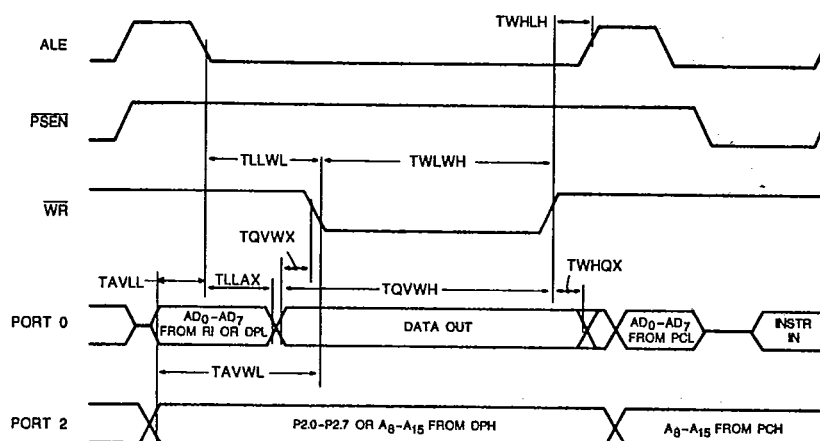 TWHLH
ALE
PSEN
TLLWL
TWLWH
WR
TQVWX
TWHQX
TAVLL
TLLAX
TQVWH
PORT 0
AD0–AD7
FROM RI OR DPL
DATA OUT
AD0–AD7
FROM PCL
INSTR
IN
TAVWL
PORT 2
P2.0–P2.7 OR A8–A15 FROM DPH
A8–A15 FROM PCH